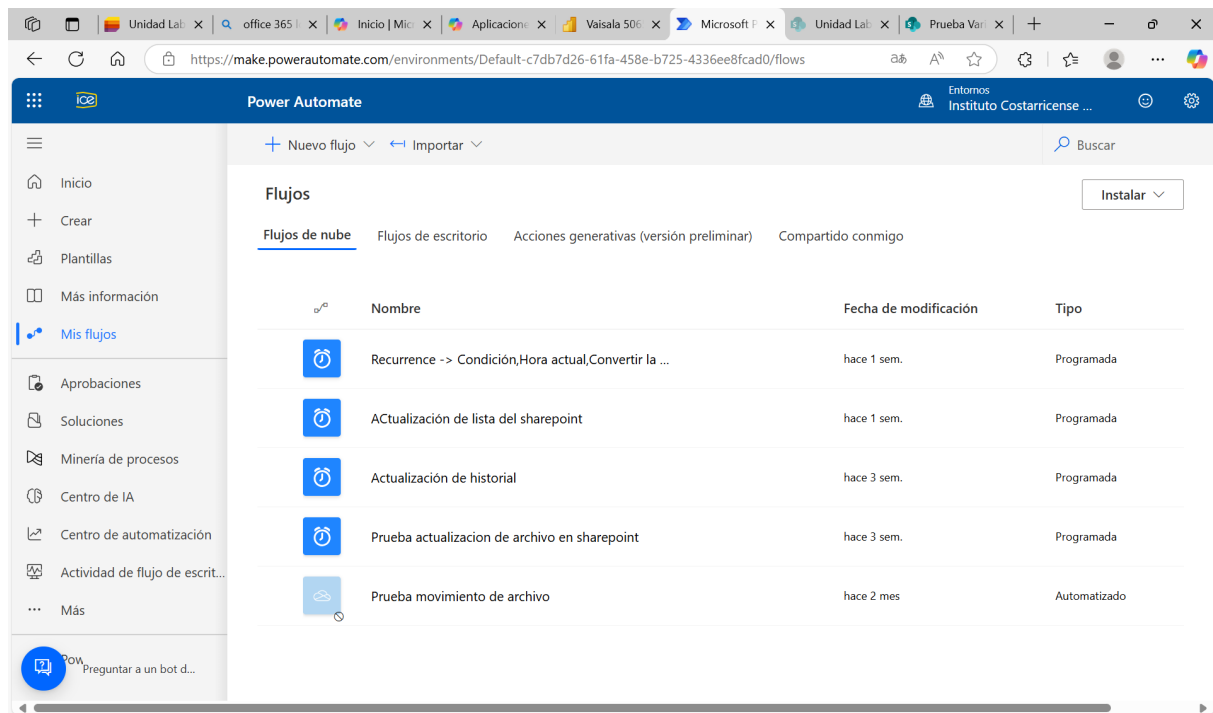 Unidad Lab
office 365 i
Inicio | Mic
Aplicacione
Vaisala 506
Microsoft P
Unidad Lab
Prueba Vari
https://make.powerautomate.com/environments/Default-c7db7d26-61fa-458e-b725-4336ee8fcad0/flows
ice
Power Automate
Entornos
Instituto Costarricense ...
Nuevo flujo
Importar
Buscar
Inicio
Crear
Plantillas
Más información
Mis flujos
Aprobaciones
Soluciones
Minería de procesos
Centro de IA
Centro de automatización
Actividad de flujo de escrit...
Más
Pow
Preguntar a un bot d...
Flujos
Instalar
Flujos de nube Flujos de escritorio Acciones generativas (versión preliminar) Compartido conmigo
Nombre Fecha de modificación Tipo
Recurrence -> Condición,Hora actual,Convertir la ... hace 1 sem. Programada
ACtualización de lista del sharepoint hace 1 sem. Programada
Actualización de historial hace 3 sem. Programada
Prueba actualizacion de archivo en sharepoint hace 3 sem. Programada
Prueba movimiento de archivo hace 2 mes Automatizado